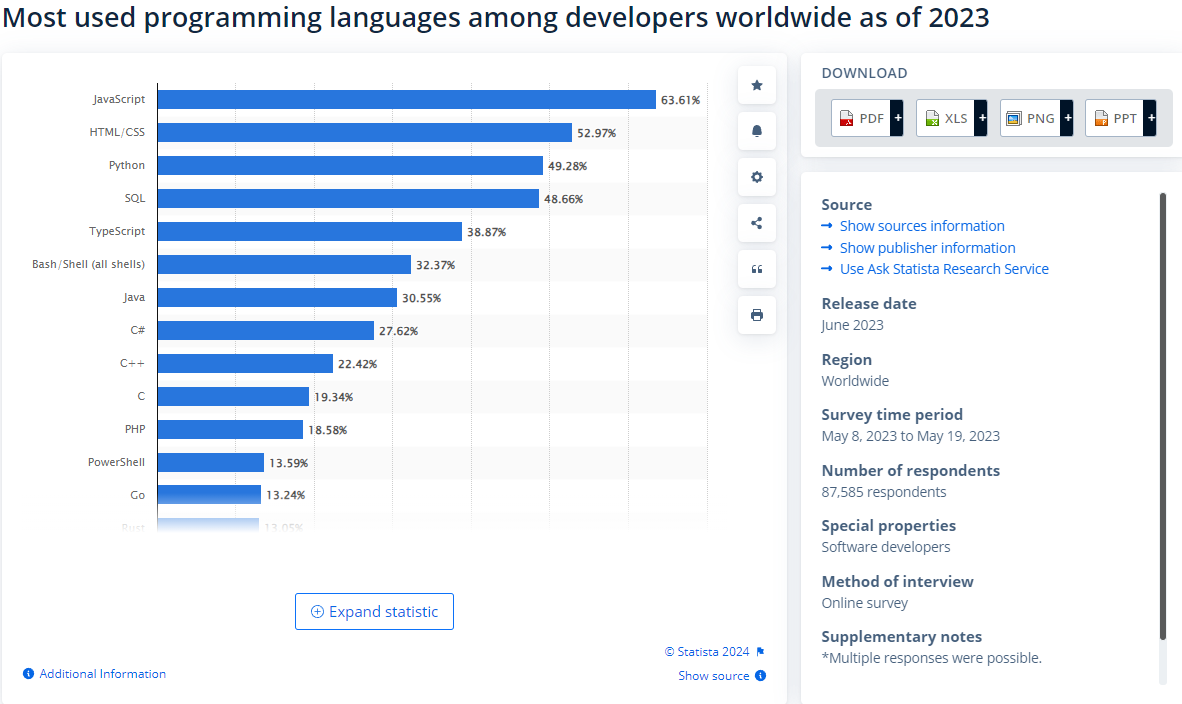 Most used programming languages among developers worldwide as of 2023
JavaScript 63.61%
HTML/CSS 52.97%
Python 49.28%
SQL 48.66%
TypeScript 38.87%
Bash/Shell (all shells) 32.37%
Java 30.55%
C# 27.62%
C++ 22.42%
C 19.34%
PHP 18.58%
PowerShell 13.59%
Go 13.24%
Rust 13.05%
Expand statistic
© Statista 2024
Additional Information
Show source
DOWNLOAD
PDF + XLS + PNG + PPT +
Source
→ Show sources information
→ Show publisher information
→ Use Ask Statista Research Service
Release date
June 2023
Region
Worldwide
Survey time period
May 8, 2023 to May 19, 2023
Number of respondents
87,585 respondents
Special properties
Software developers
Method of interview
Online survey
Supplementary notes
*Multiple responses were possible.